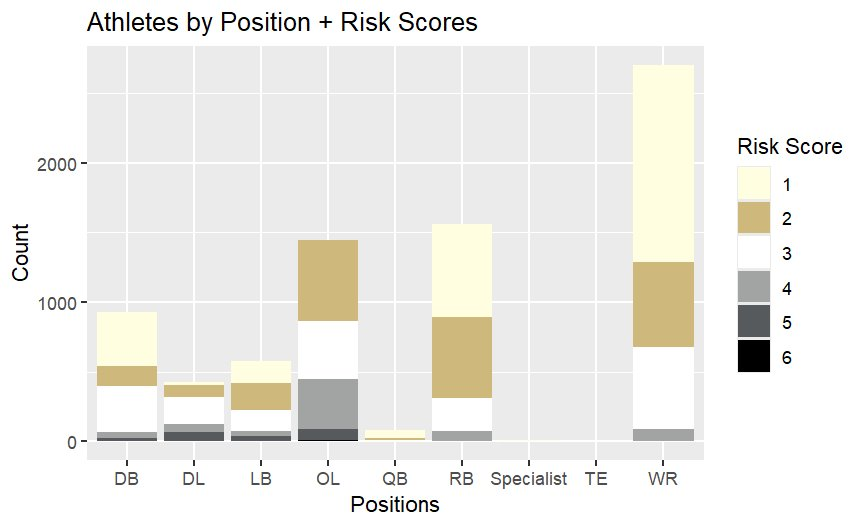 Athletes by Position + Risk Scores
Count
2000
1000
0
DB DL LB OL QB RB Specialist TE WR
Positions
Risk Score
1
2
3
4
5
6